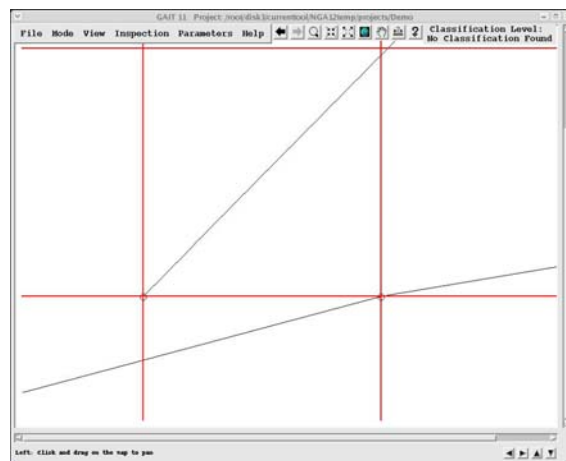 GAIT 11 Project: /root/disk1/currenttool/NGA12temp/projects/Demo
File Mode View Inspection Parameters Help
Classification Level:
No Classification Found
Left: Click and drag on the map to pan